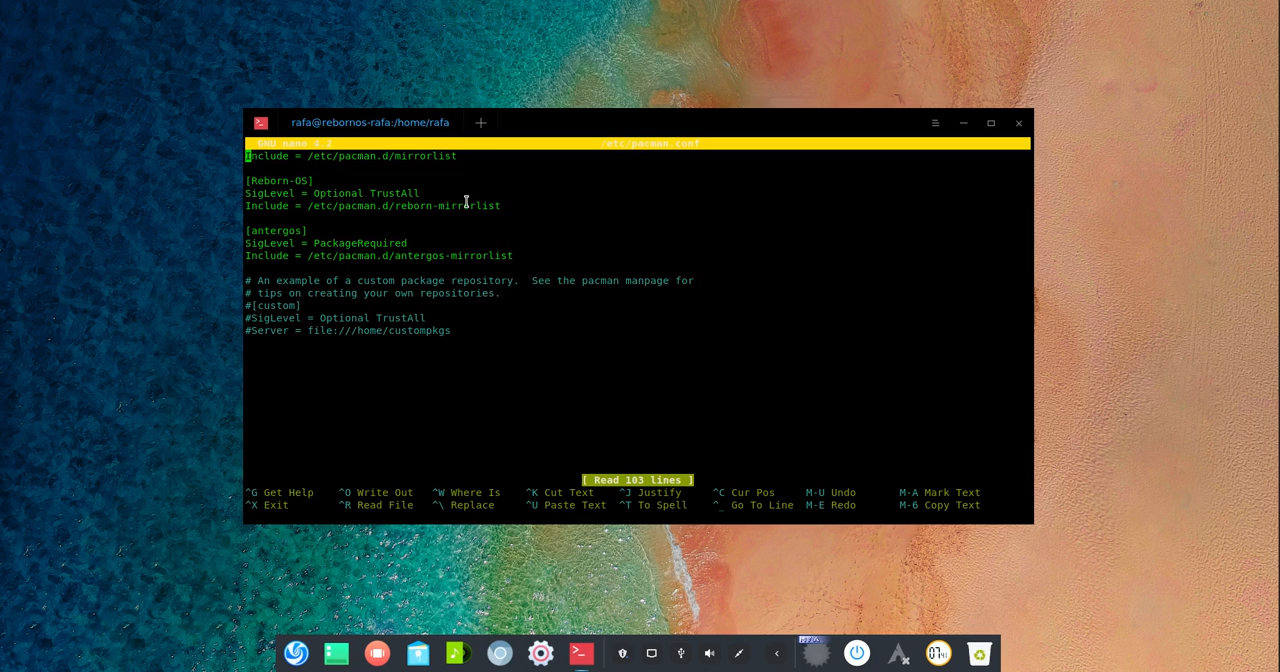 rafa@rebornos-rafa:/home/rafa
GNU nano 4.2 /etc/pacman.conf
Include = /etc/pacman.d/mirrorlist
[Reborn-OS]
SigLevel = Optional TrustAll
Include = /etc/pacman.d/reborn-mirrorlist
[antergos]
SigLevel = PackageRequired
Include = /etc/pacman.d/antergos-mirrorlist
# An example of a custom package repository.  See the pacman manpage for
# tips on creating your own repositories.
#[custom]
#SigLevel = Optional TrustAll
#Server = file:///home/custompkgs
[ Read 103 lines ]
^G Get Help ^O Write Out ^W Where Is ^K Cut Text ^J Justify ^C Cur Pos M-U Undo M-A Mark Text
^X Exit ^R Read File ^\ Replace ^U Paste Text ^T To Spell ^_ Go To Line M-E Redo M-6 Copy Text